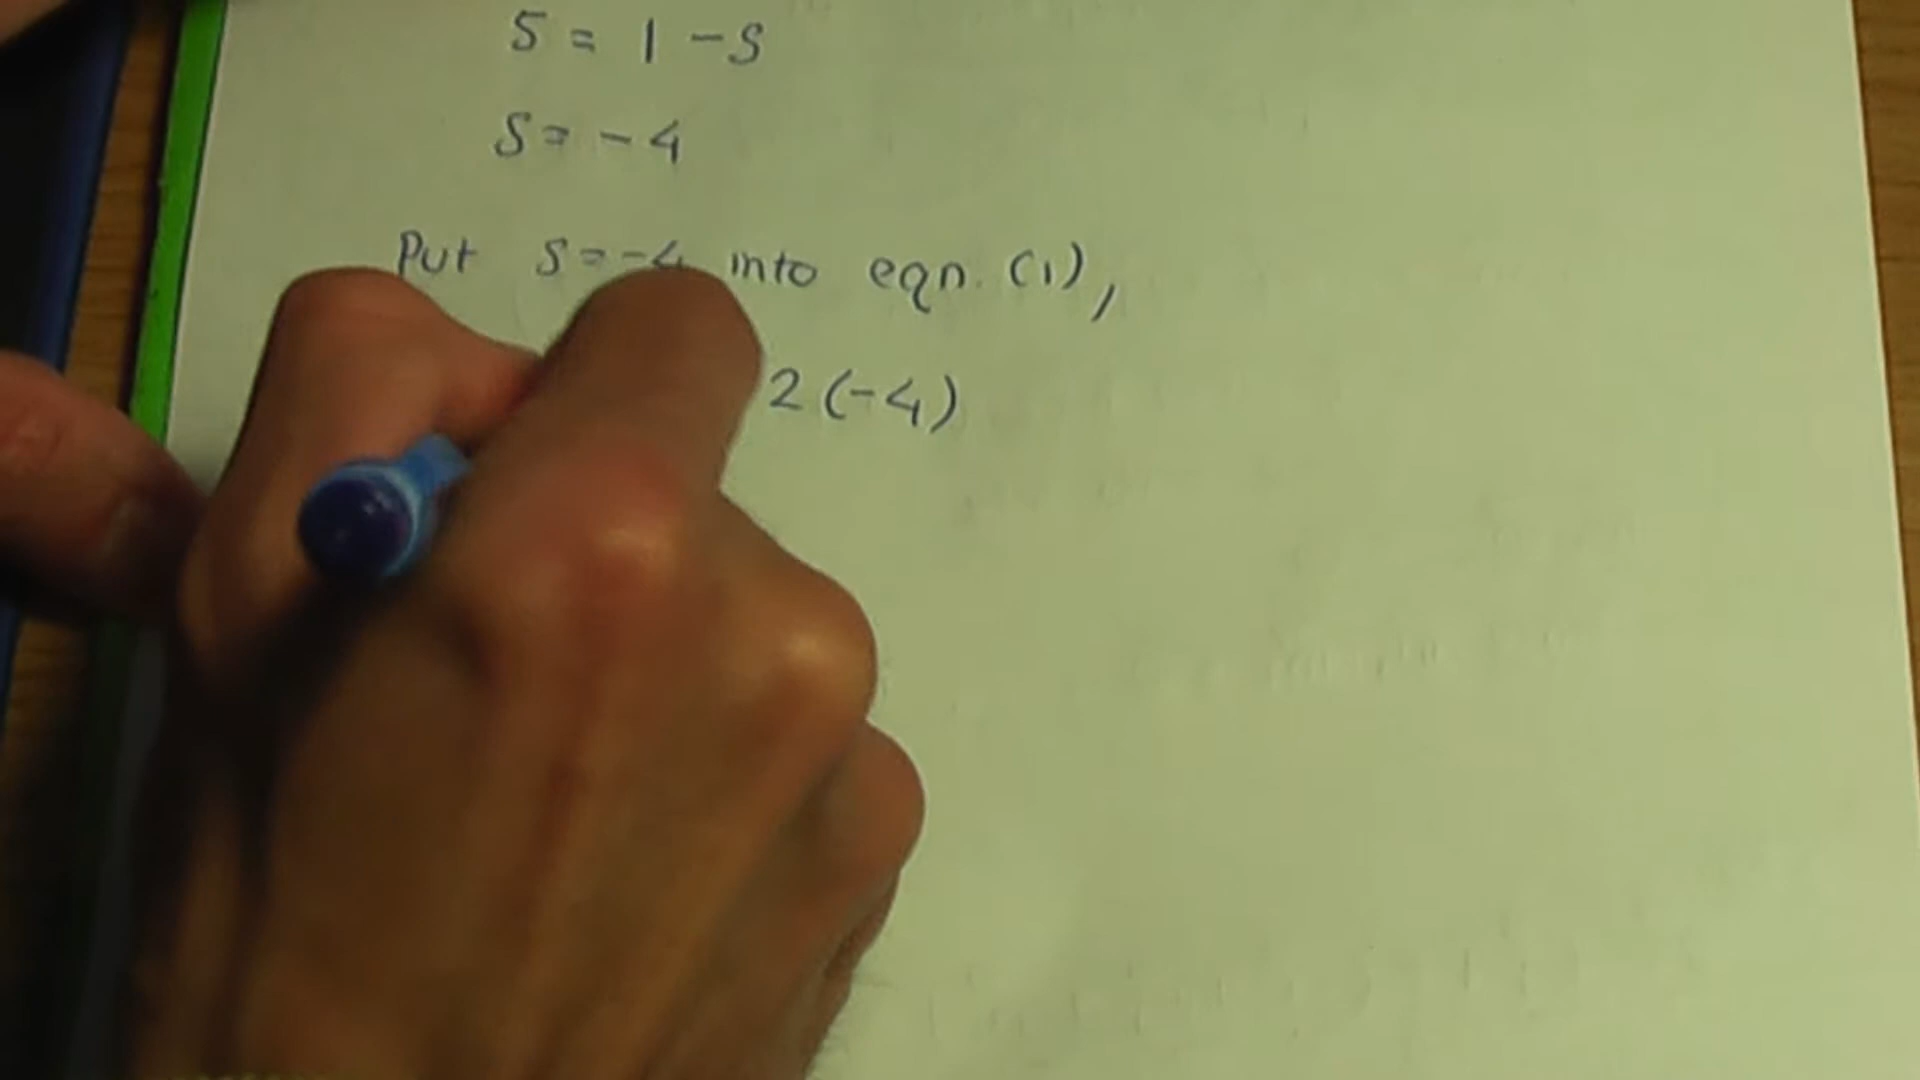 5 = 1 - s
s = -4
Put s = -4 into eqn. (1),
2(-4)